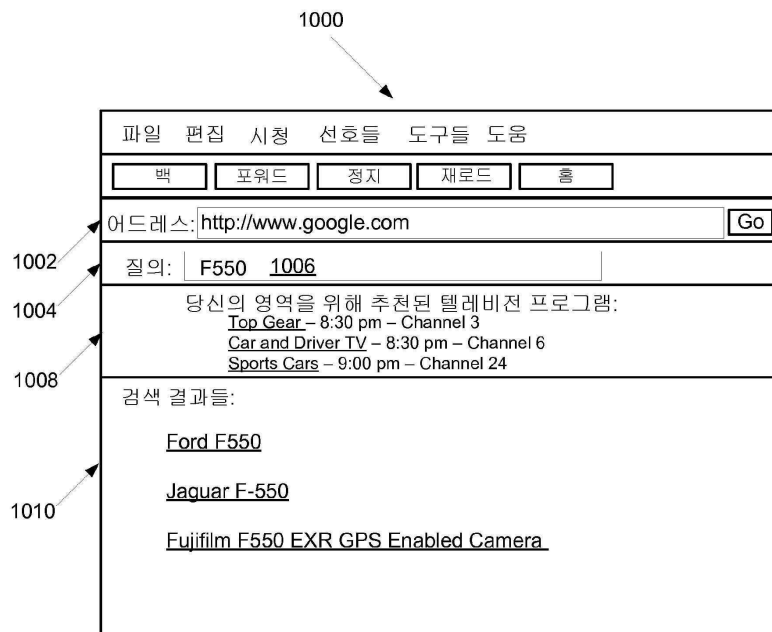 1000
파일 편집 시청 선호들 도구들 도움
백 포워드 정지 재로드 홈
어드레스: http://www.google.com Go
1002
질의: F550 1006
1004
당신의 영역을 위해 추천된 텔레비전 프로그램:
Top Gear – 8:30 pm – Channel 3
Car and Driver TV – 8:30 pm – Channel 6
Sports Cars – 9:00 pm – Channel 24
1008
검색 결과들:
Ford F550
Jaguar F-550
1010
Fujifilm F550 EXR GPS Enabled Camera